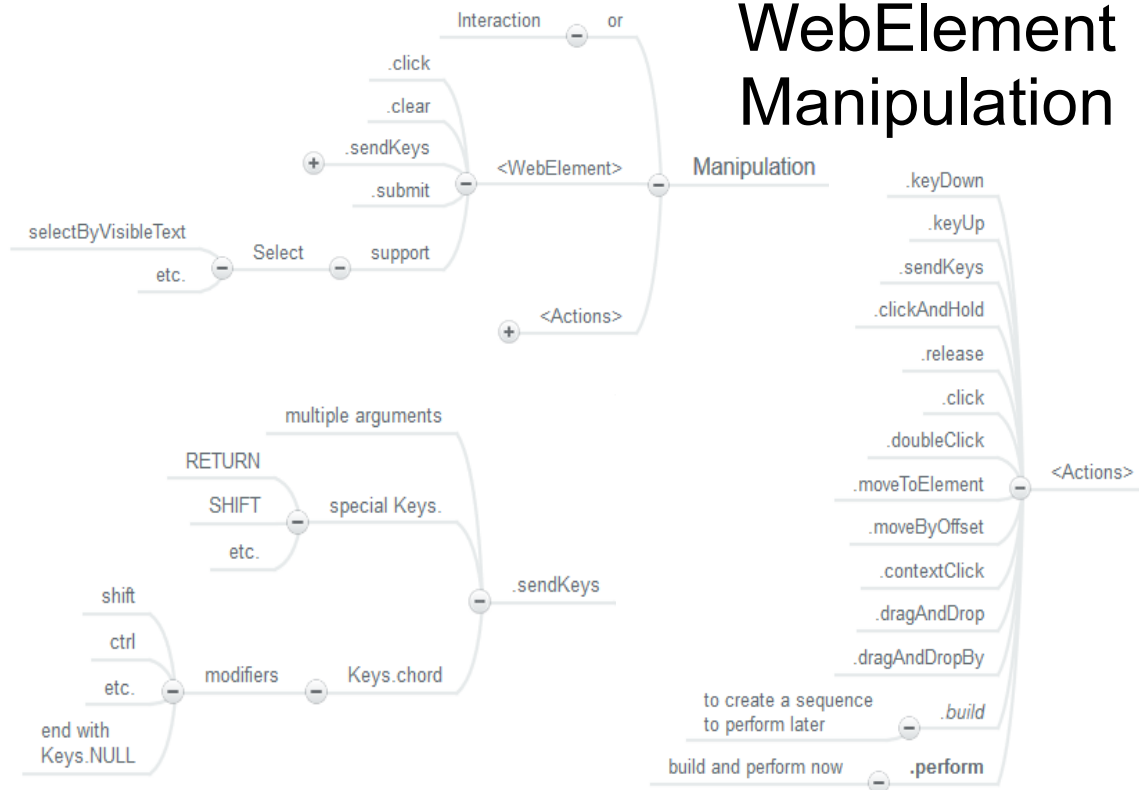 WebElement
Manipulation
Manipulation
or
Interaction
<WebElement>
.click
.clear
.sendKeys
.submit
support
Select
selectByVisibleText
etc.
<Actions>
.sendKeys
multiple arguments
special Keys.
RETURN
SHIFT
etc.
Keys.chord
modifiers
shift
ctrl
etc.
end with
Keys.NULL
<Actions>
.keyDown
.keyUp
.sendKeys
.clickAndHold
.release
.click
.doubleClick
.moveToElement
.moveByOffset
.contextClick
.dragAndDrop
.dragAndDropBy
.build
to create a sequence
to perform later
.perform
build and perform now